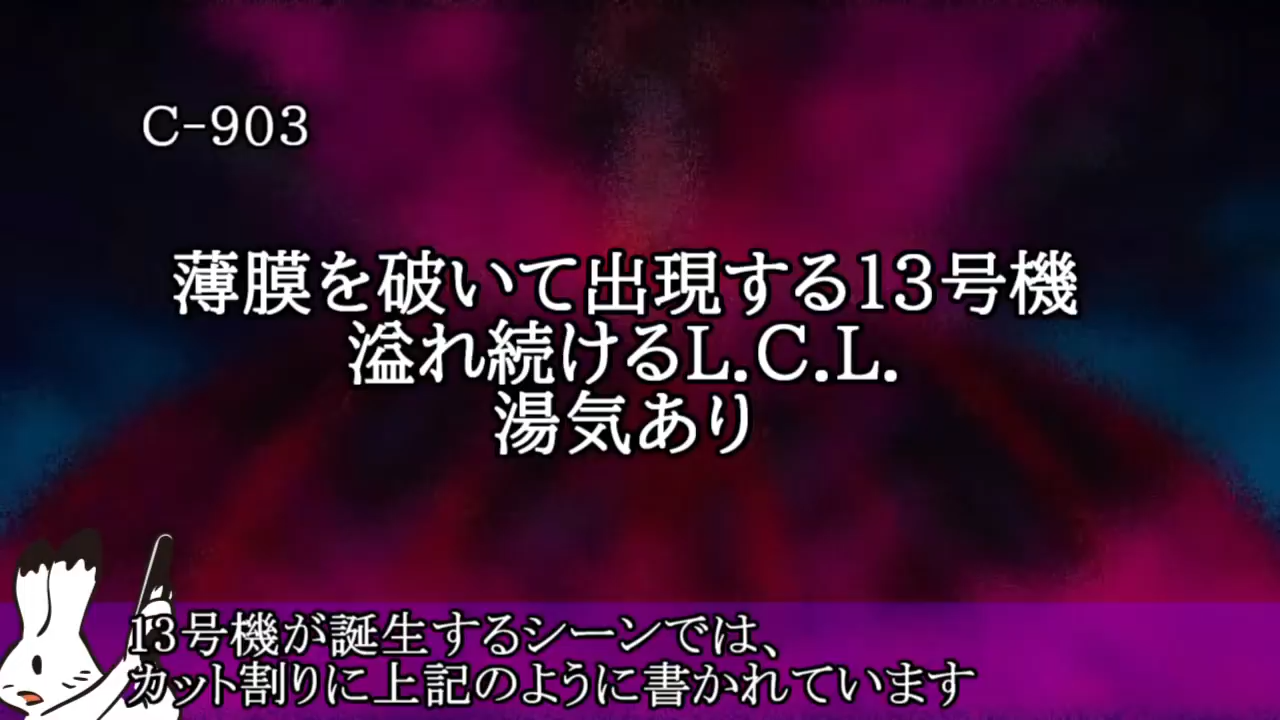 C-903
薄膜を破いて出現する13号機
溢れ続けるL.C.L.
湯気あり
13号機が誕生するシーンでは、
カット割りに上記のように書かれています